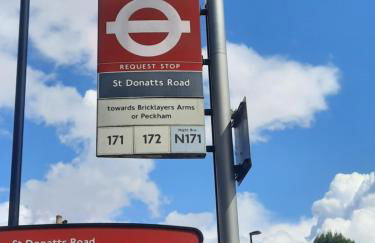 REQUEST STOP
St Donatts Road
towards Bricklayers Arms
or Peckham
Night Bus
171 172 N171
St Donatts Road